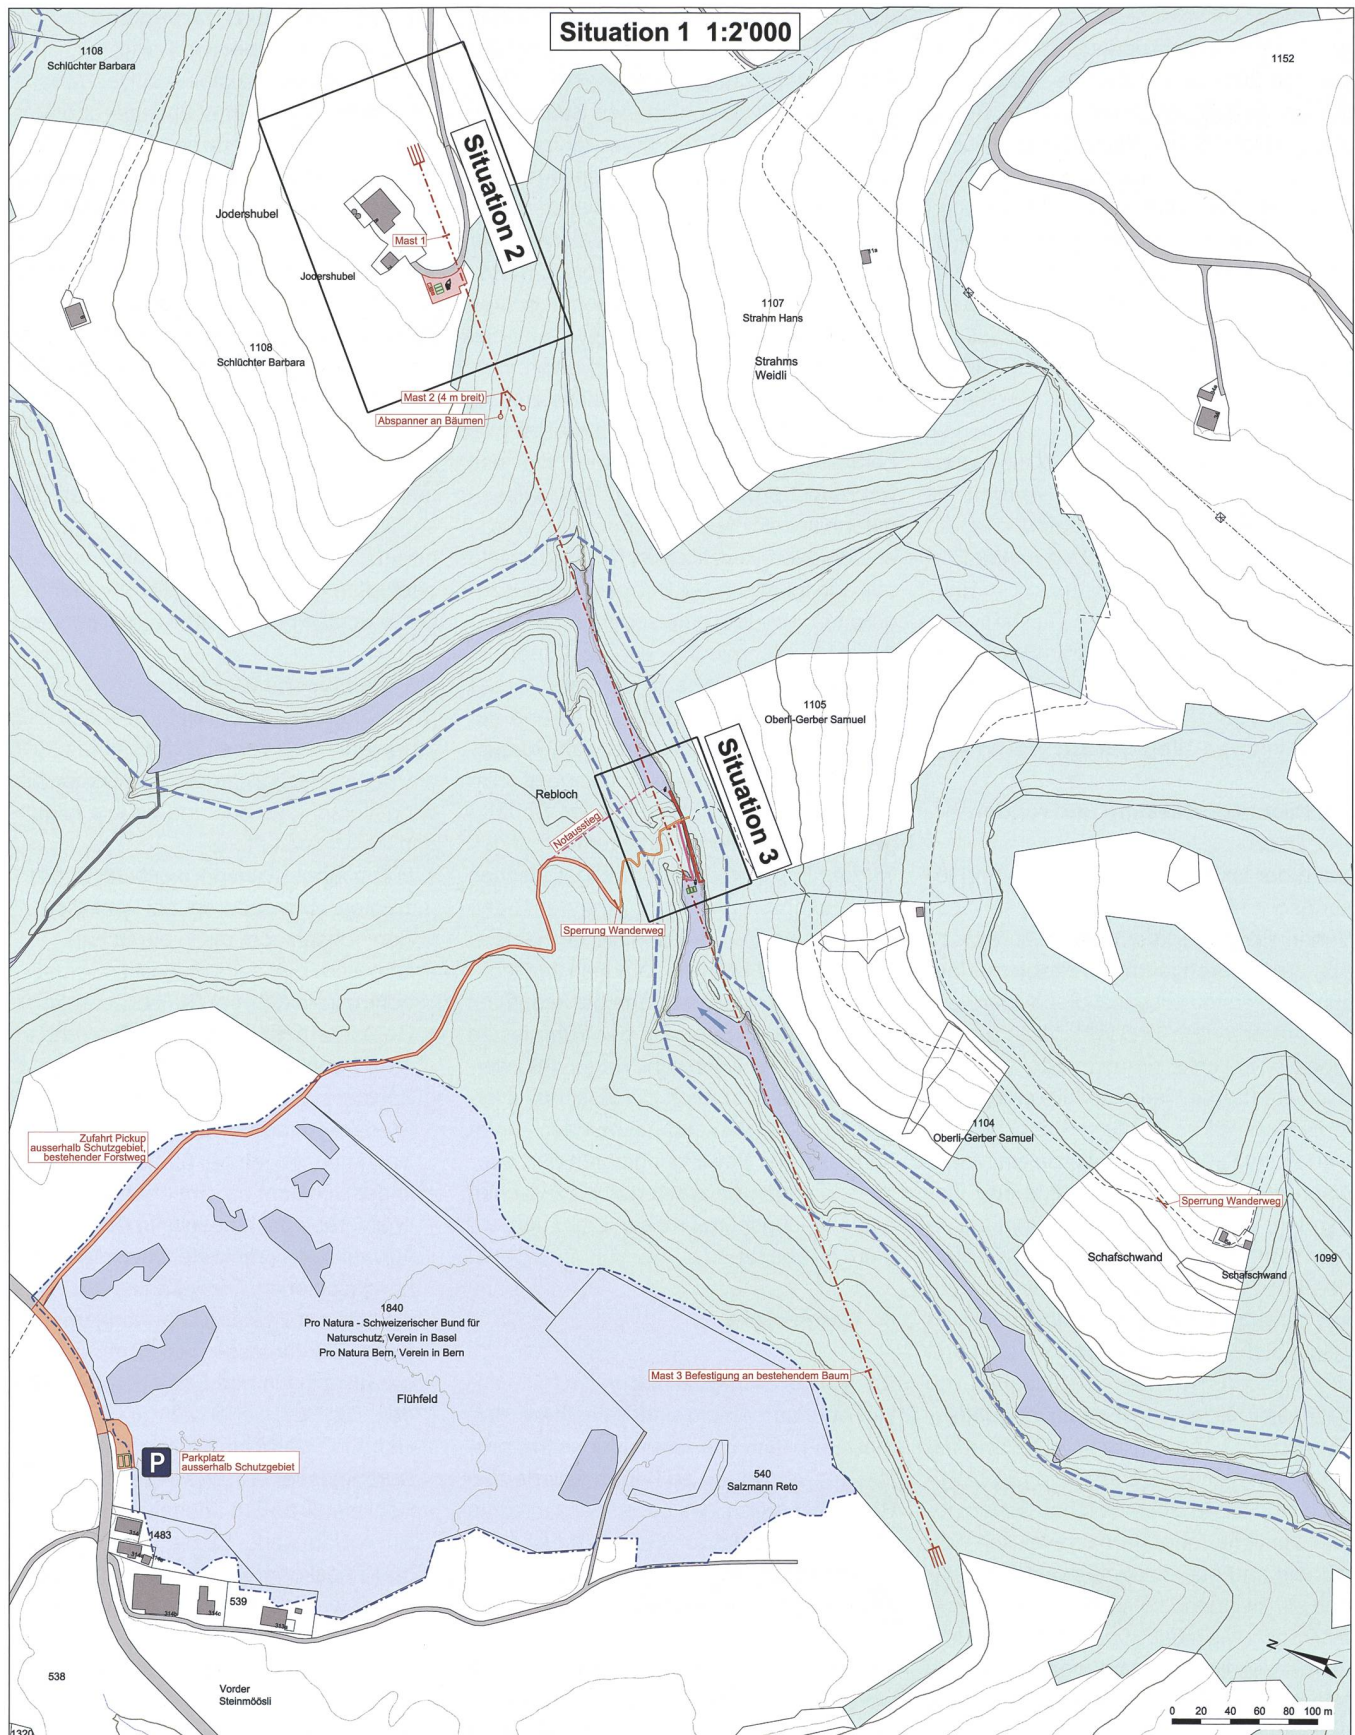 Situation 1 1:2'000
1108
Schlüchter Barbara
1152
Situation 2
Jodershubel
Mast 1
Jodershubel
1a
1107
Strahm Hans
1108
Schlüchter Barbara
Strahms
Weidli
Mast 2 (4 m breit)
Abspanner an Bäumen
1105
Oberli-Gerber Samuel
Situation 3
Rebloch
Notausstieg
Sperrung Wanderweg
1104
Oberli-Gerber Samuel
Zufahrt Pickup
ausserhalb Schutzgebiet,
bestehender Forstweg
Sperrung Wanderweg
Schafschwand
1099
Schafschwand
1840
Pro Natura - Schweizerischer Bund für
Naturschutz, Verein in Basel
Pro Natura Bern, Verein in Bern
Mast 3 Befestigung an bestehendem Baum
Flühfeld
P
Parkplatz
ausserhalb Schutzgebiet
540
Salzmann Reto
1483
539
314b
314c
538
Vorder
Steinmöösli
N
0 20 40 60 80 100 m
1320